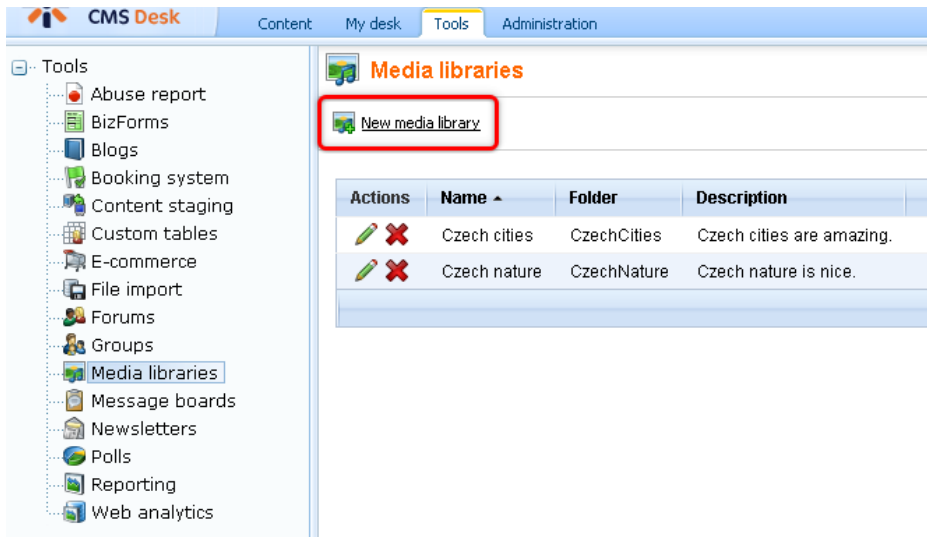 CMS Desk Content My desk Tools Administration
Tools
Abuse report
BizForms
Blogs
Booking system
Content staging
Custom tables
E-commerce
File import
Forums
Groups
Media libraries
Message boards
Newsletters
Polls
Reporting
Web analytics
Media libraries
New media library
Actions Name Folder Description
Czech cities CzechCities Czech cities are amazing.
Czech nature CzechNature Czech nature is nice.